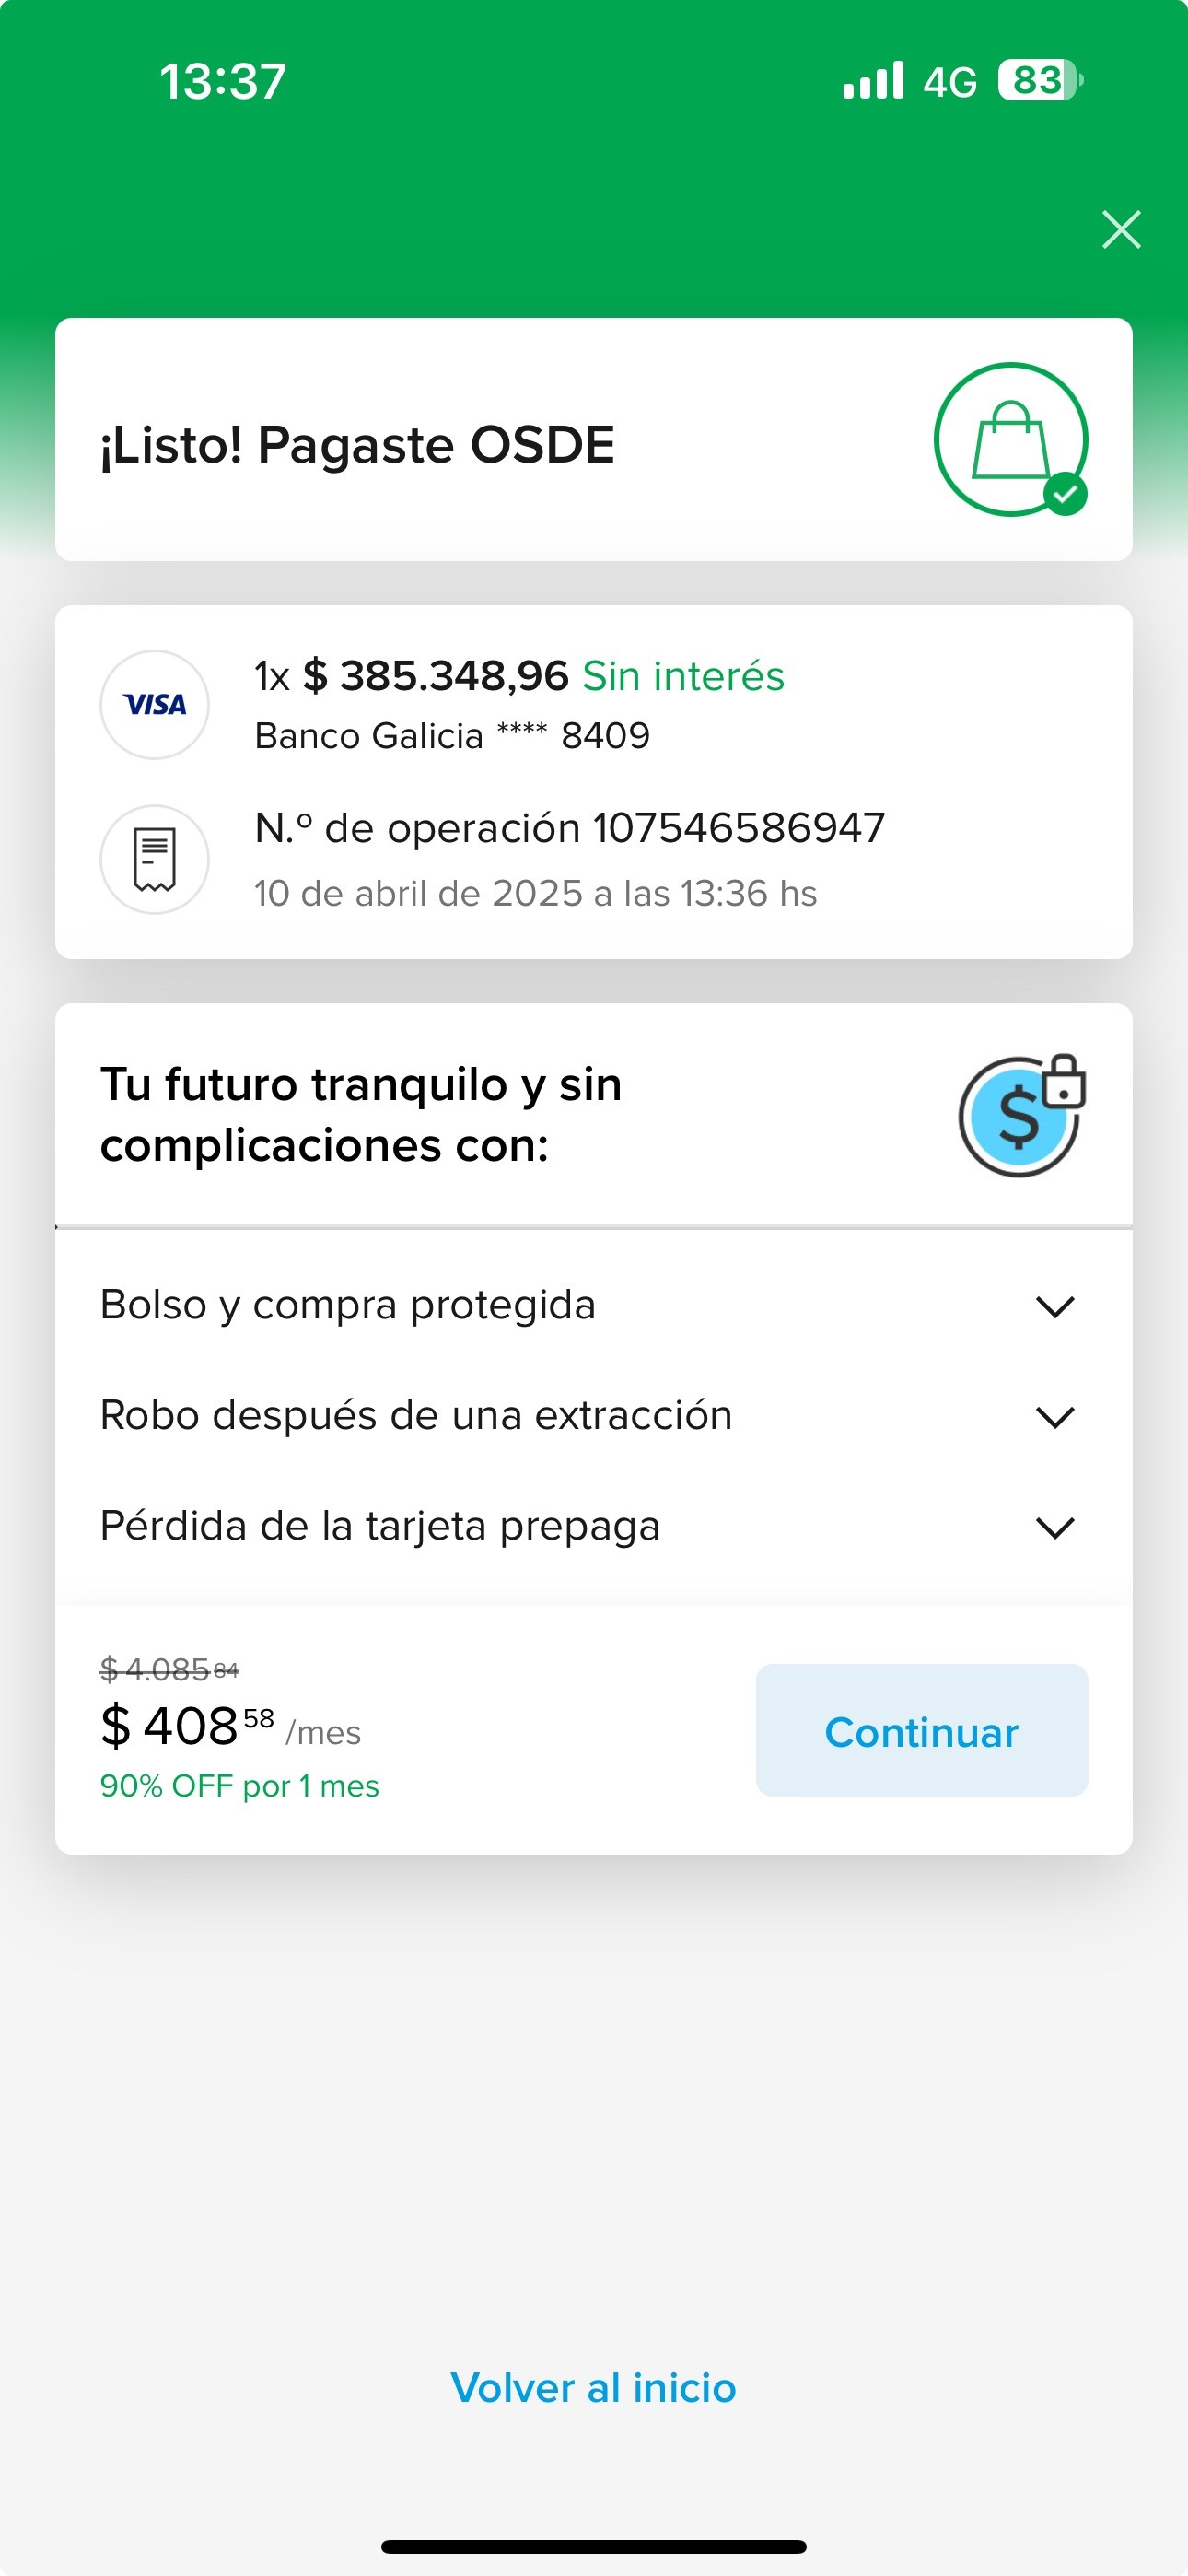 13:37
4G 83
¡Listo! Pagaste OSDE
VISA
1x $ 385.348,96 Sin interés
Banco Galicia **** 8409
N.º de operación 107546586947
10 de abril de 2025 a las 13:36 hs
Tu futuro tranquilo y sin
complicaciones con:
$
Bolso y compra protegida
Robo después de una extracción
Pérdida de la tarjeta prepaga
$ 4.085 84
$ 408 58 /mes
90% OFF por 1 mes
Continuar
Volver al inicio